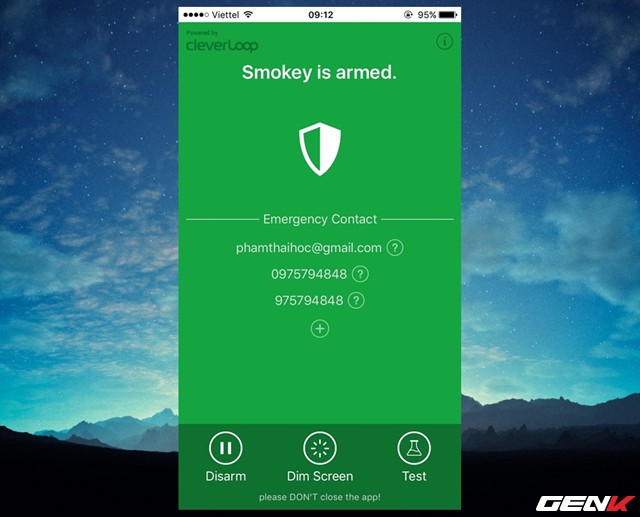 Viettel 09:12 95%
Powered by
cleverLoop
i
Smokey is armed.
Emergency Contact
phamthaihoc@gmail.com ?
0975794848 ?
975794848 ?
+
Disarm Dim Screen Test
please DON'T close the app!
GENK